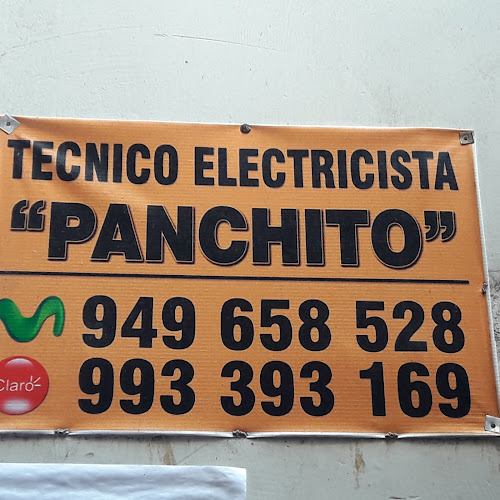 TECNICO ELECTRICISTA
“PANCHITO”
949 658 528
Claro 993 393 169